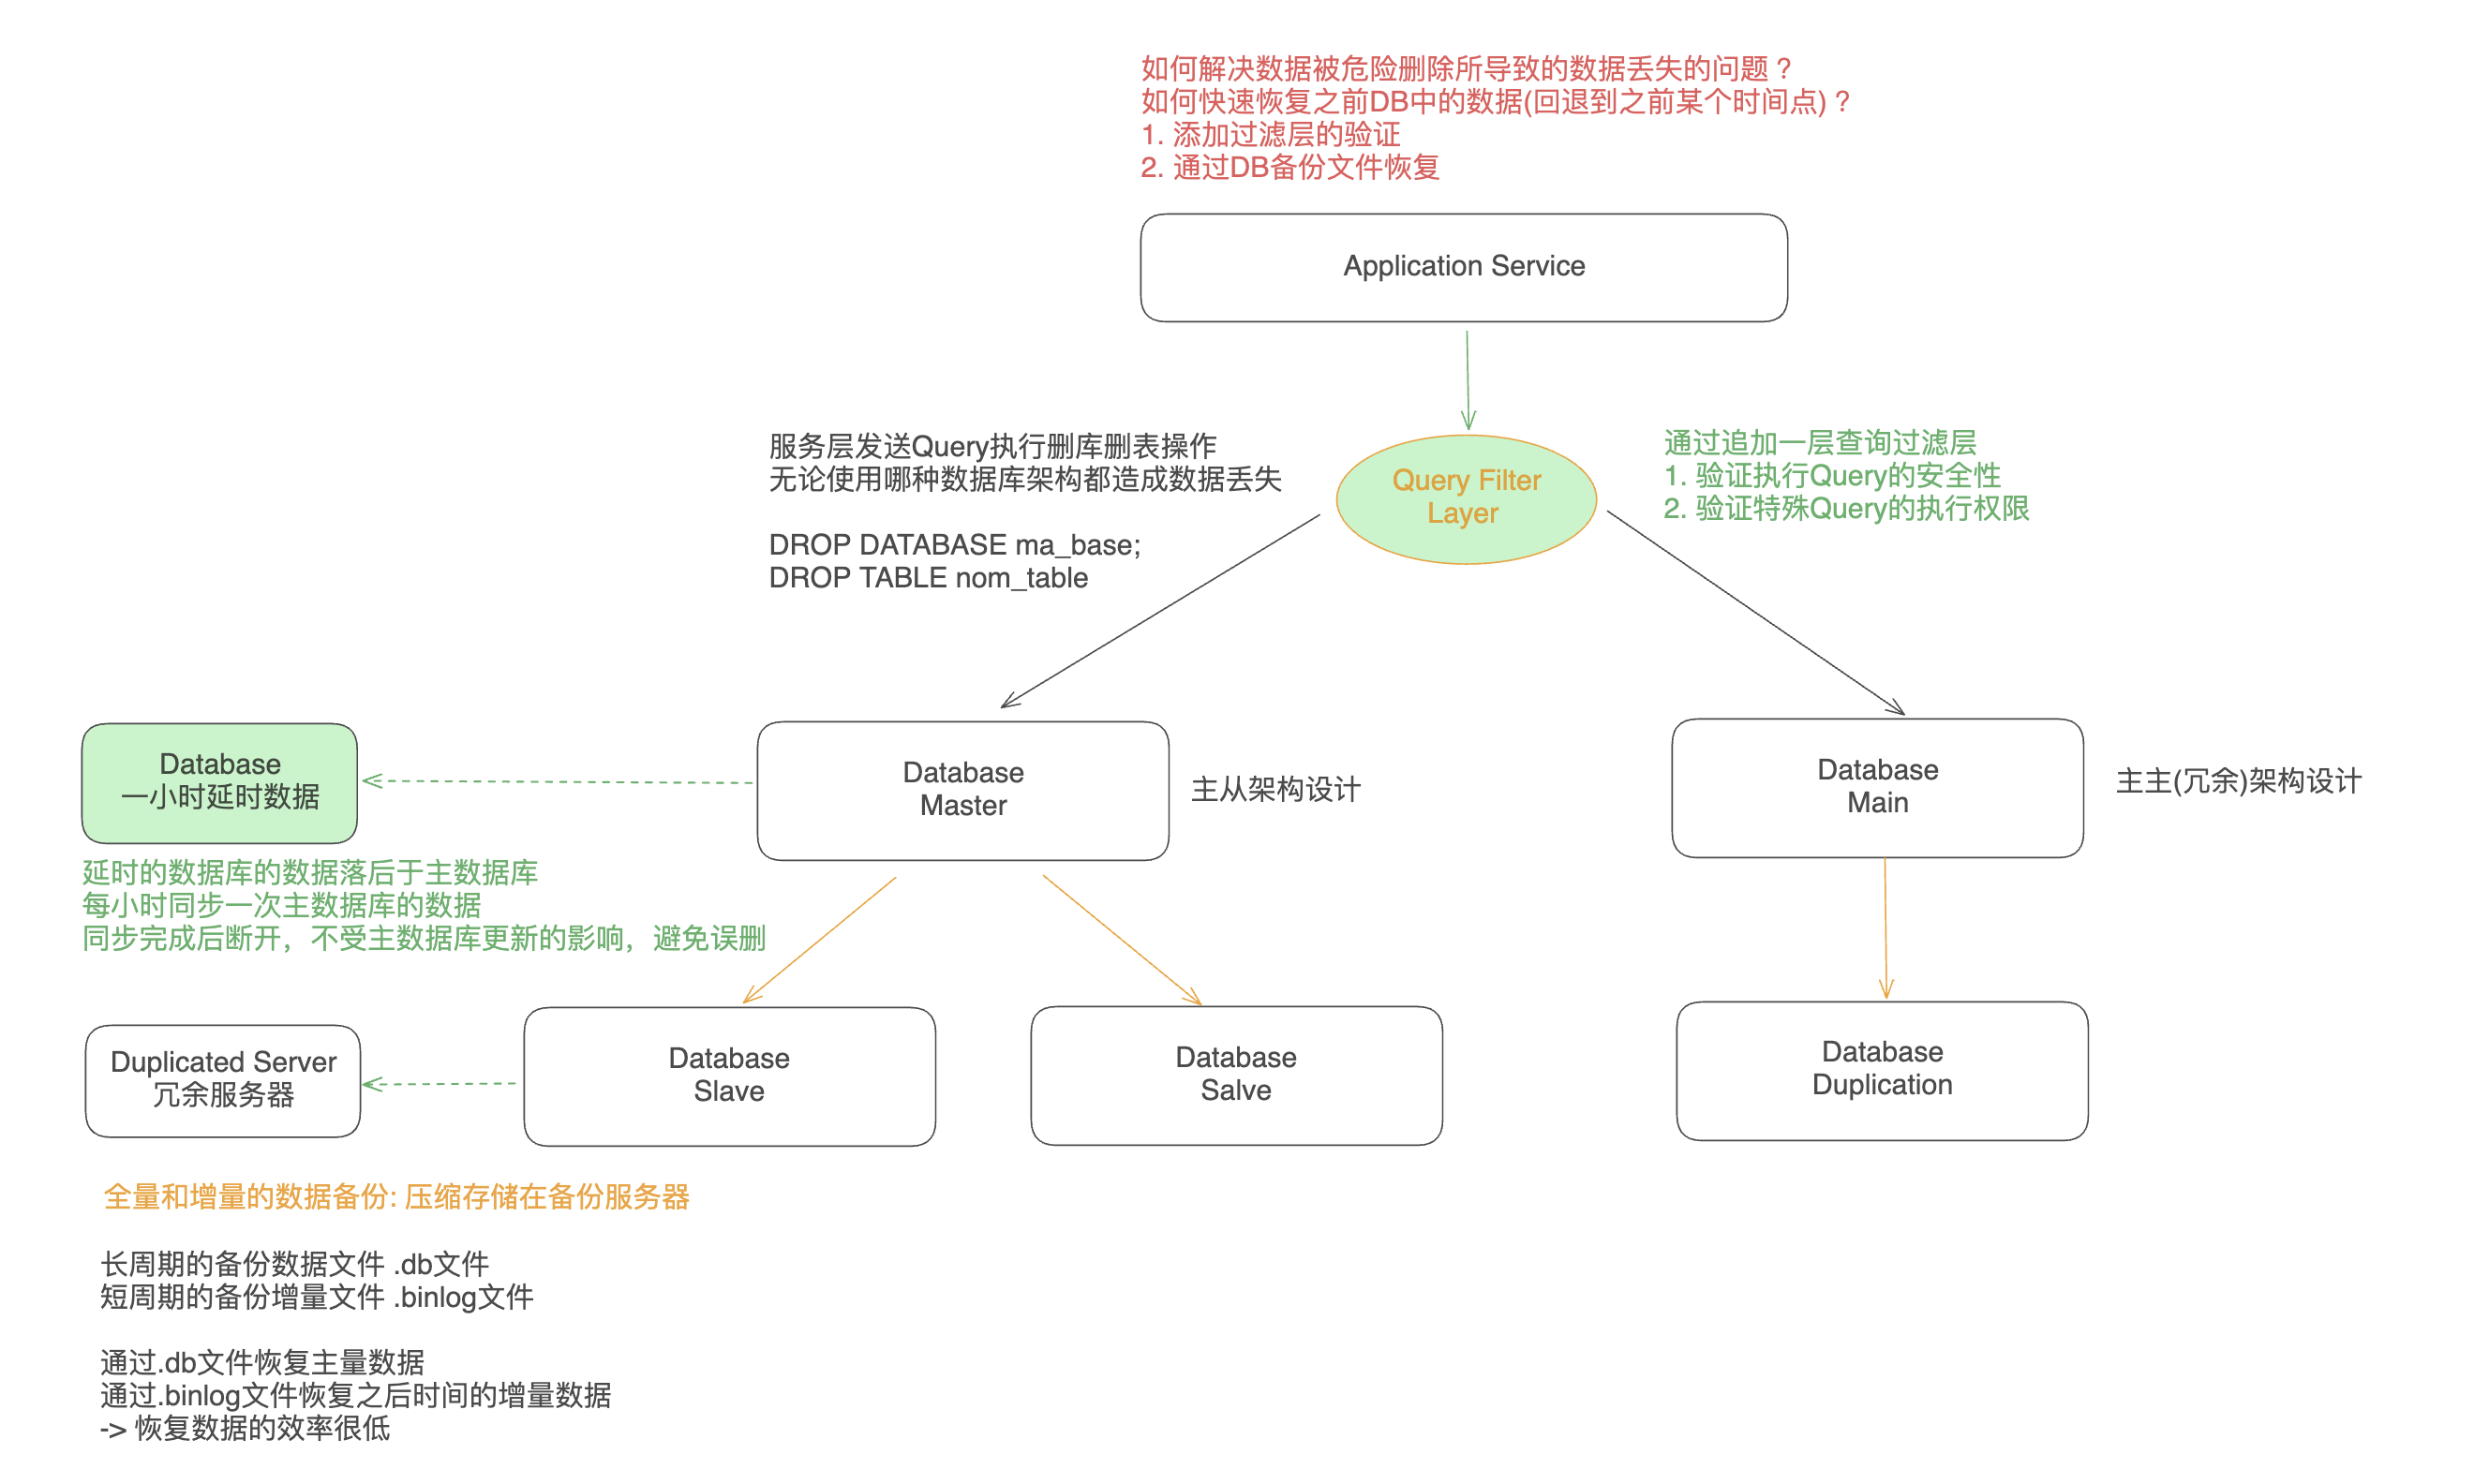 如何解决数据被危险删除所导致的数据丢失的问题？
如何快速恢复之前DB中的数据(回退到之前某个时间点)？
1. 添加过滤层的验证
2. 通过DB备份文件恢复
Application Service
服务层发送Query执行删库删表操作
无论使用哪种数据库架构都造成数据丢失
DROP DATABASE ma_base;
DROP TABLE nom_table
Query Filter
Layer
通过追加一层查询过滤层
1. 验证执行Query的安全性
2. 验证特殊Query的执行权限
Database
一小时延时数据
Database
Master
主从架构设计
Database
Main
主主(冗余)架构设计
延时的数据库的数据落后于主数据库
每小时同步一次主数据库的数据
同步完成后断开，不受主数据库更新的影响，避免误删
Duplicated Server
冗余服务器
Database
Slave
Database
Salve
Database
Duplication
全量和增量的数据备份: 压缩存储在备份服务器
长周期的备份数据文件 .db文件
短周期的备份增量文件 .binlog文件
通过.db文件恢复主量数据
通过.binlog文件恢复之后时间的增量数据
-> 恢复数据的效率很低